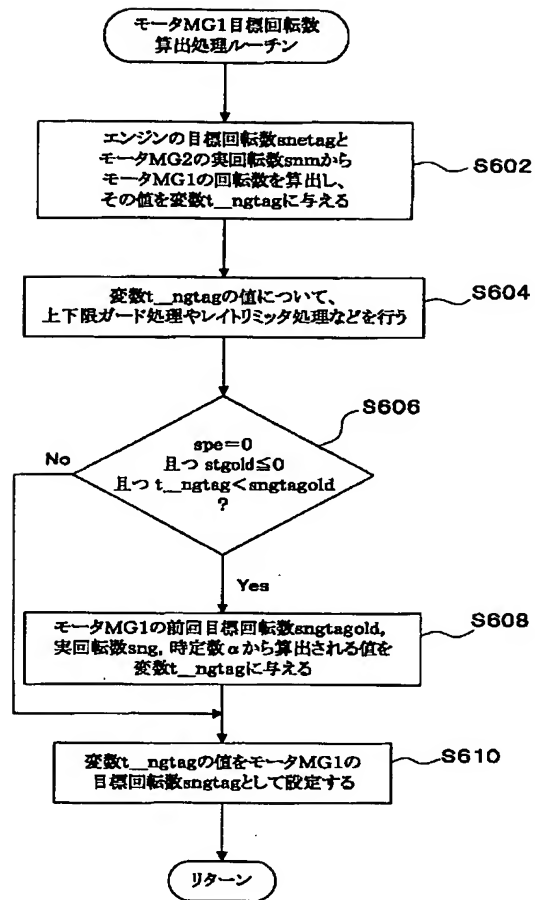 モータMG1目標回転数
算出処理ルーチン
エンジンの目標回転数snetagと
モータMG2の実回転数snmから
モータMG1の回転数を算出し、
その値を変数t__ngtagに与える
S602
変数t__ngtagの値について、
上下限ガード処理やレイトリミッタ処理などを行う
S604
S606
spe=0
且つ stgold≦0
且つ t__ngtag<sngtagold
?
No
Yes
モータMG1の前回目標回転数sngtagold,
実回転数sng, 時定数αから算出される値を
変数t__ngtagに与える
S608
変数t__ngtagの値をモータMG1の
目標回転数sngtagとして設定する
S610
リターン